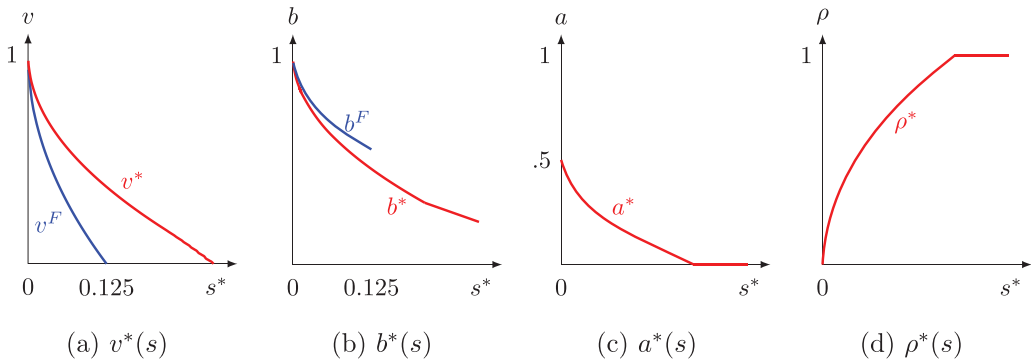 v
1
v*
v^F
0 0.125 s*
(a) v*(s)
b
1
b^F
b*
0 0.125 s*
(b) b*(s)
a
1
.5
a*
0 s*
(c) a*(s)
ρ
1
ρ*
0 s*
(d) ρ*(s)